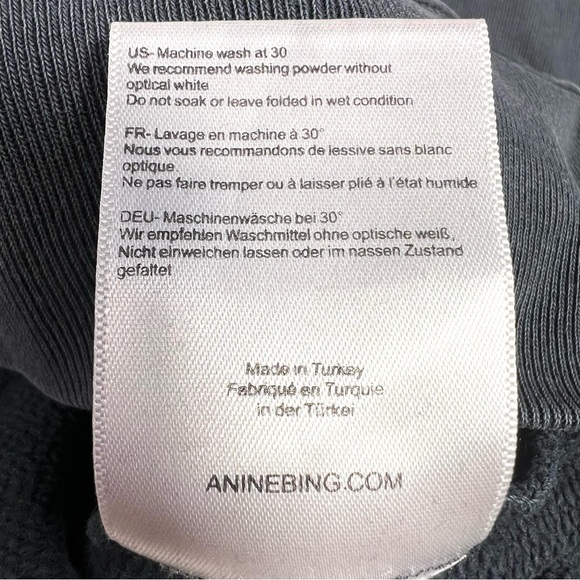 US- Machine wash at 30
We recommend washing powder without
optical white
Do not soak or leave folded in wet condition
FR- Lavage en machine à 30°
Nous vous recommandons de lessive sans blanc
optique.
Ne pas faire tremper ou à laisser plié à l'état humide
DEU- Maschinenwäsche bei 30°
Wir empfehlen Waschmittel ohne optische weiß,
Nicht einweichen lassen oder im nassen Zustand
gefaltet
Made in Turkey
Fabriqué en Turquie
in der Türkei
ANINEBING.COM